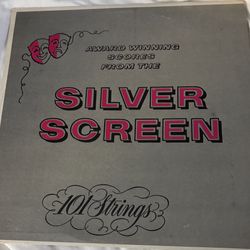 AWARD WINNING
SCORES
FROM THE
SILVER
SCREEN
101 Strings